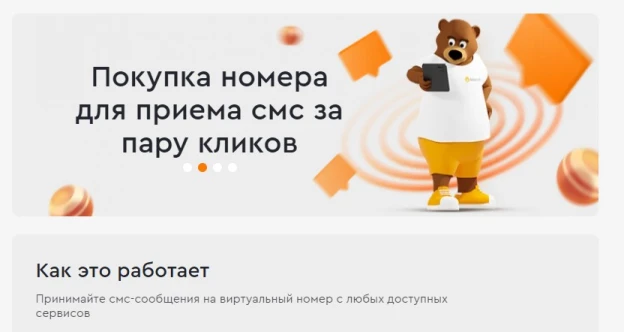 Покупка номера
для приема смс за
пару кликов
Как это работает
Принимайте смс-сообщения на виртуальный номер с любых доступных
сервисов